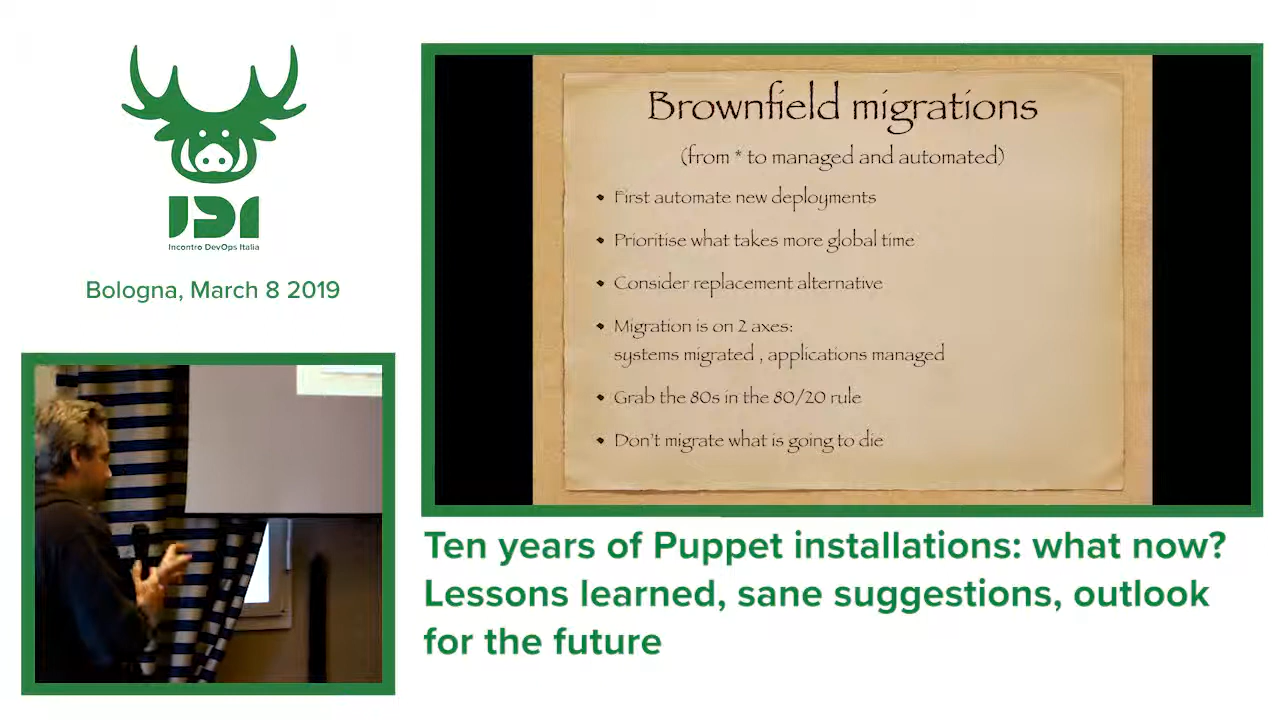 IDI
Incontro DevOps Italia
Bologna, March 8 2019
Brownfield migrations
(from * to managed and automated)
• First automate new deployments
• Prioritise what takes more global time
• Consider replacement alternative
• Migration is on 2 axes:
systems migrated , applications managed
• Grab the 80s in the 80/20 rule
• Don't migrate what is going to die
Ten years of Puppet installations: what now?
Lessons learned, sane suggestions, outlook
for the future